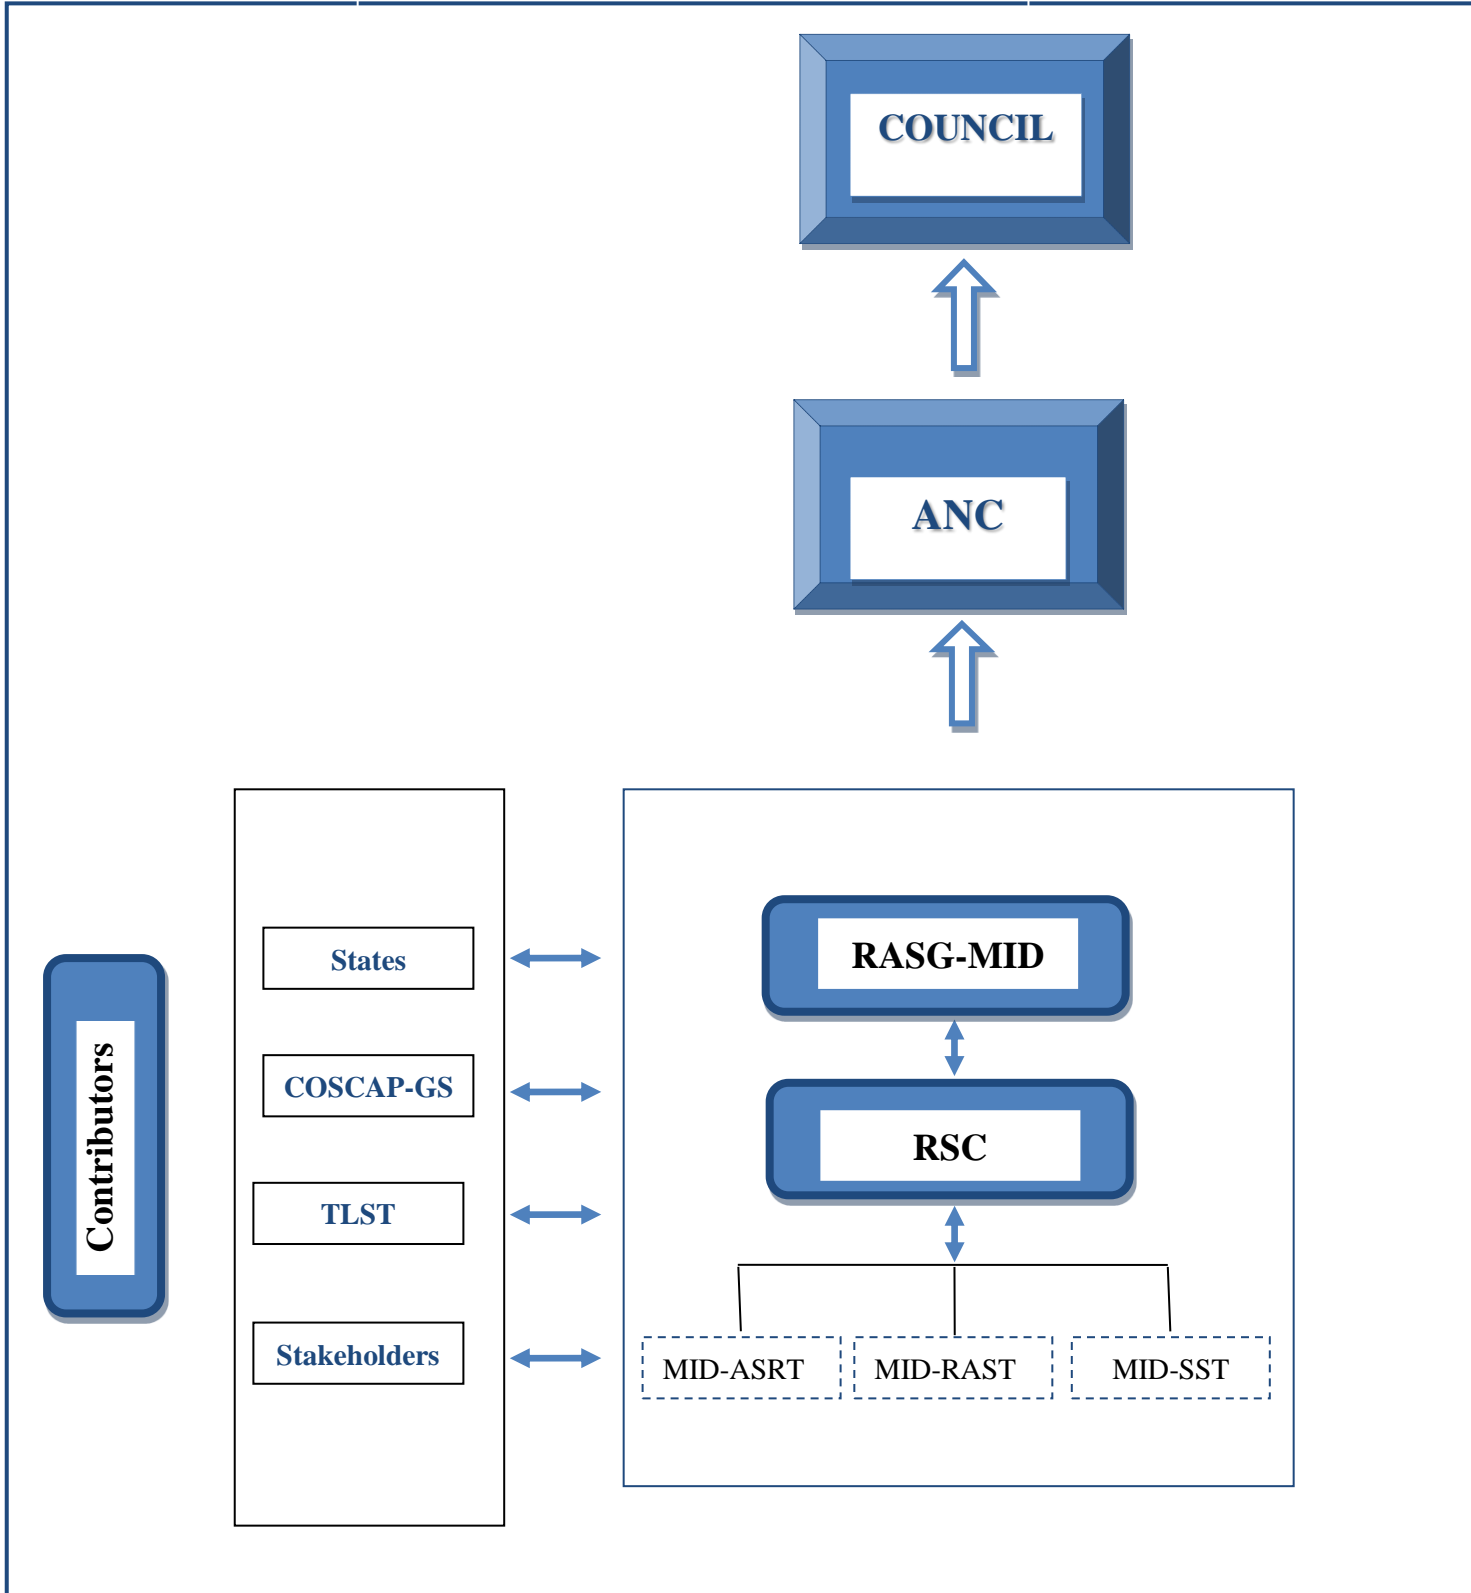 COUNCIL
ANC
Contributors
States
COSCAP-GS
TLST
Stakeholders
RASG-MID
RSC
MID-ASRT
MID-RAST
MID-SST